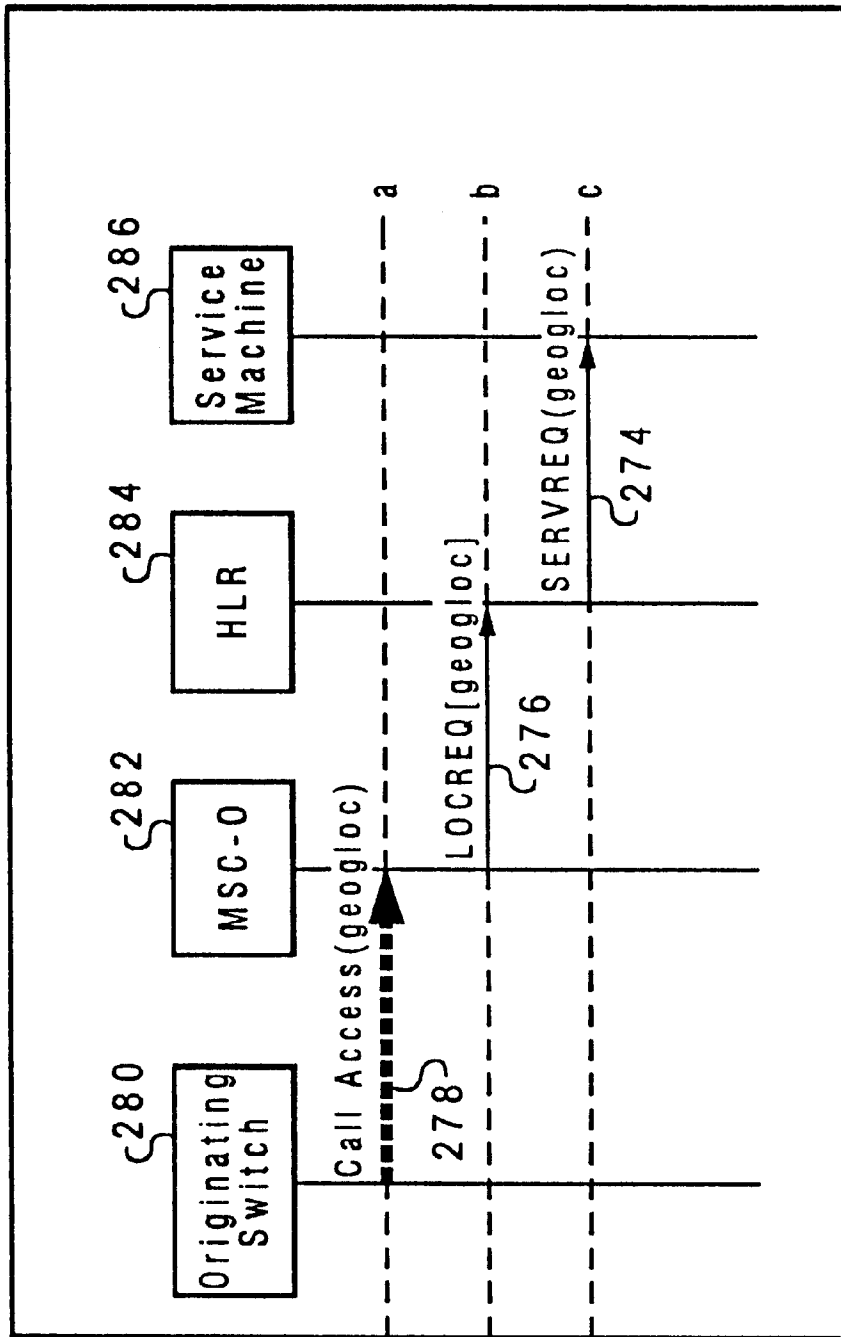 280
282
284
286
Originating
Switch
MSC-O
HLR
Service
Machine
Call Access(geogloc)
a
278
LOCREQ[geogloc]
b
276
SERVREQ(geogloc)
c
274